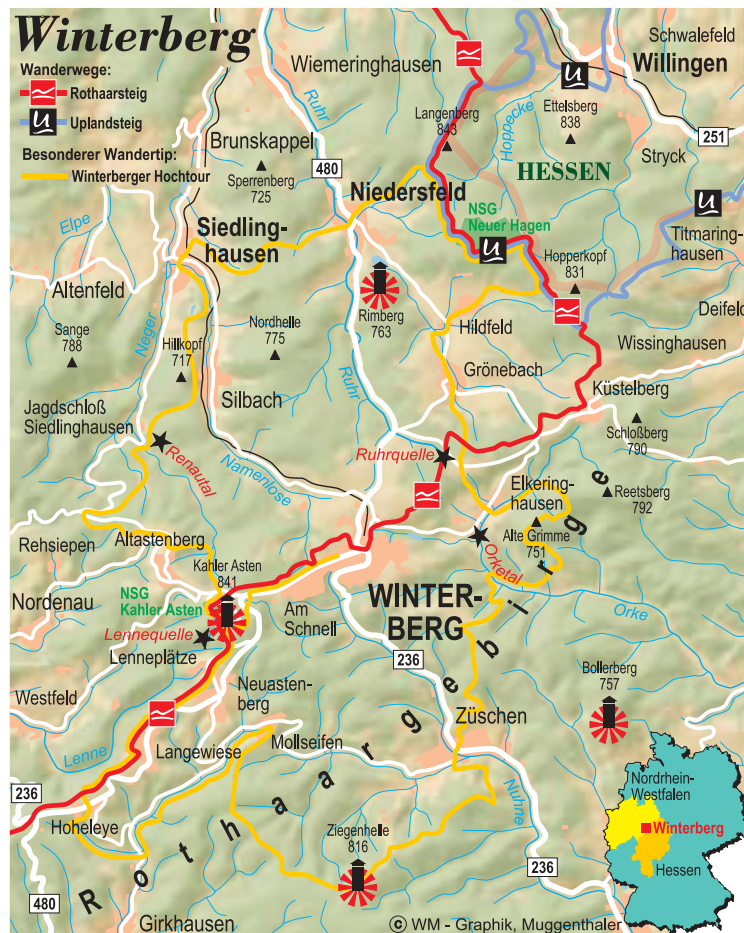 Winterberg
Wanderwege:
Rothaarsteig
Uplandsteig
Besonderer Wandertip:
Winterberger Hochtour
Schwalefeld
Willingen
Wiemeringhausen
Ruhr
Langenberg
843
Ettelsberg
838
Hoppecke
251
Stryck
Brunskappel
Sperrenberg
725
480
HESSEN
Niedersfeld
NSG
Neuer Hagen
Titmaring-
hausen
Elpe
Siedling-
hausen
Hopperkopf
831
Altenfeld
Rimberg
763
Deifeld
Sange
788
Neger
Hillkopf
717
Nordhelle
775
Hildfeld
Wissinghausen
Grönebach
Ruhr
Silbach
Küstelberg
Jagdschloß
Siedlinghausen
Schloßberg
790
Renautal
Namenlose
Ruhrquelle
Elkering-
hausen
Reetsberg
792
Alte Grimme
751
Rehsiepen
Altastenberg
Orketal
Kahler Asten
841
Nordenau
NSG
Kahler Asten
Am
Schnell
WINTER-
BERG
Orke
Lennequelle
Lenneplätze
236
Westfeld
Neuasten-
berg
Bollerberg
757
Züschen
Lenne
Langewiese
Mollseifen
Nuhne
236
Hoheleye
Rothaargebirge
Ziegenhelle
816
236
480
Girkhausen
Nordrhein-
Westfalen
Winterberg
Hessen
© WM - Graphik, Muggenthaler